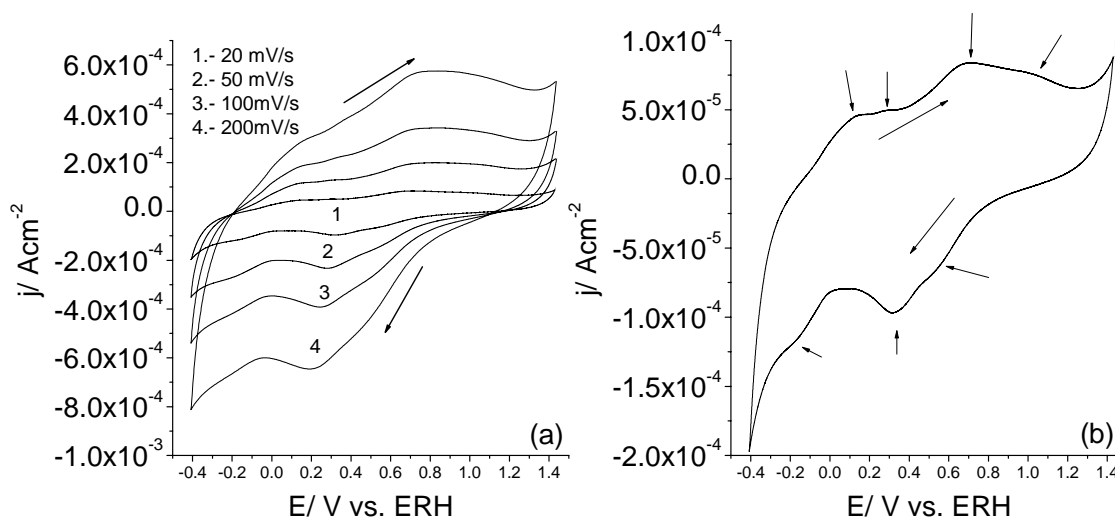 1.- 20 mV/s
2.- 50 mV/s
3.- 100mV/s
4.- 200mV/s
6.0x10⁻⁴
4.0x10⁻⁴
2.0x10⁻⁴
0.0
-2.0x10⁻⁴
-4.0x10⁻⁴
-6.0x10⁻⁴
-8.0x10⁻⁴
-1.0x10⁻³
j/ Acm⁻²
1
2
3
4
(a)
-0.4 -0.2 0.0 0.2 0.4 0.6 0.8 1.0 1.2 1.4
E/ V vs. ERH
1.0x10⁻⁴
5.0x10⁻⁵
0.0
-5.0x10⁻⁵
-1.0x10⁻⁴
-1.5x10⁻⁴
-2.0x10⁻⁴
j/ Acm⁻²
(b)
-0.4 -0.2 0.0 0.2 0.4 0.6 0.8 1.0 1.2 1.4
E/ V vs. ERH